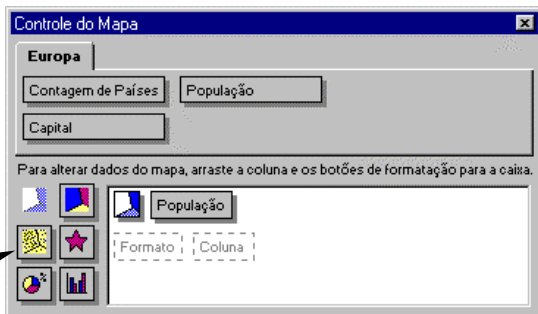 Controle do Mapa
Europa
Contagem de Países População
Capital
Para alterar dados do mapa, arraste a coluna e os botões de formatação para a caixa.
População
Formato Coluna